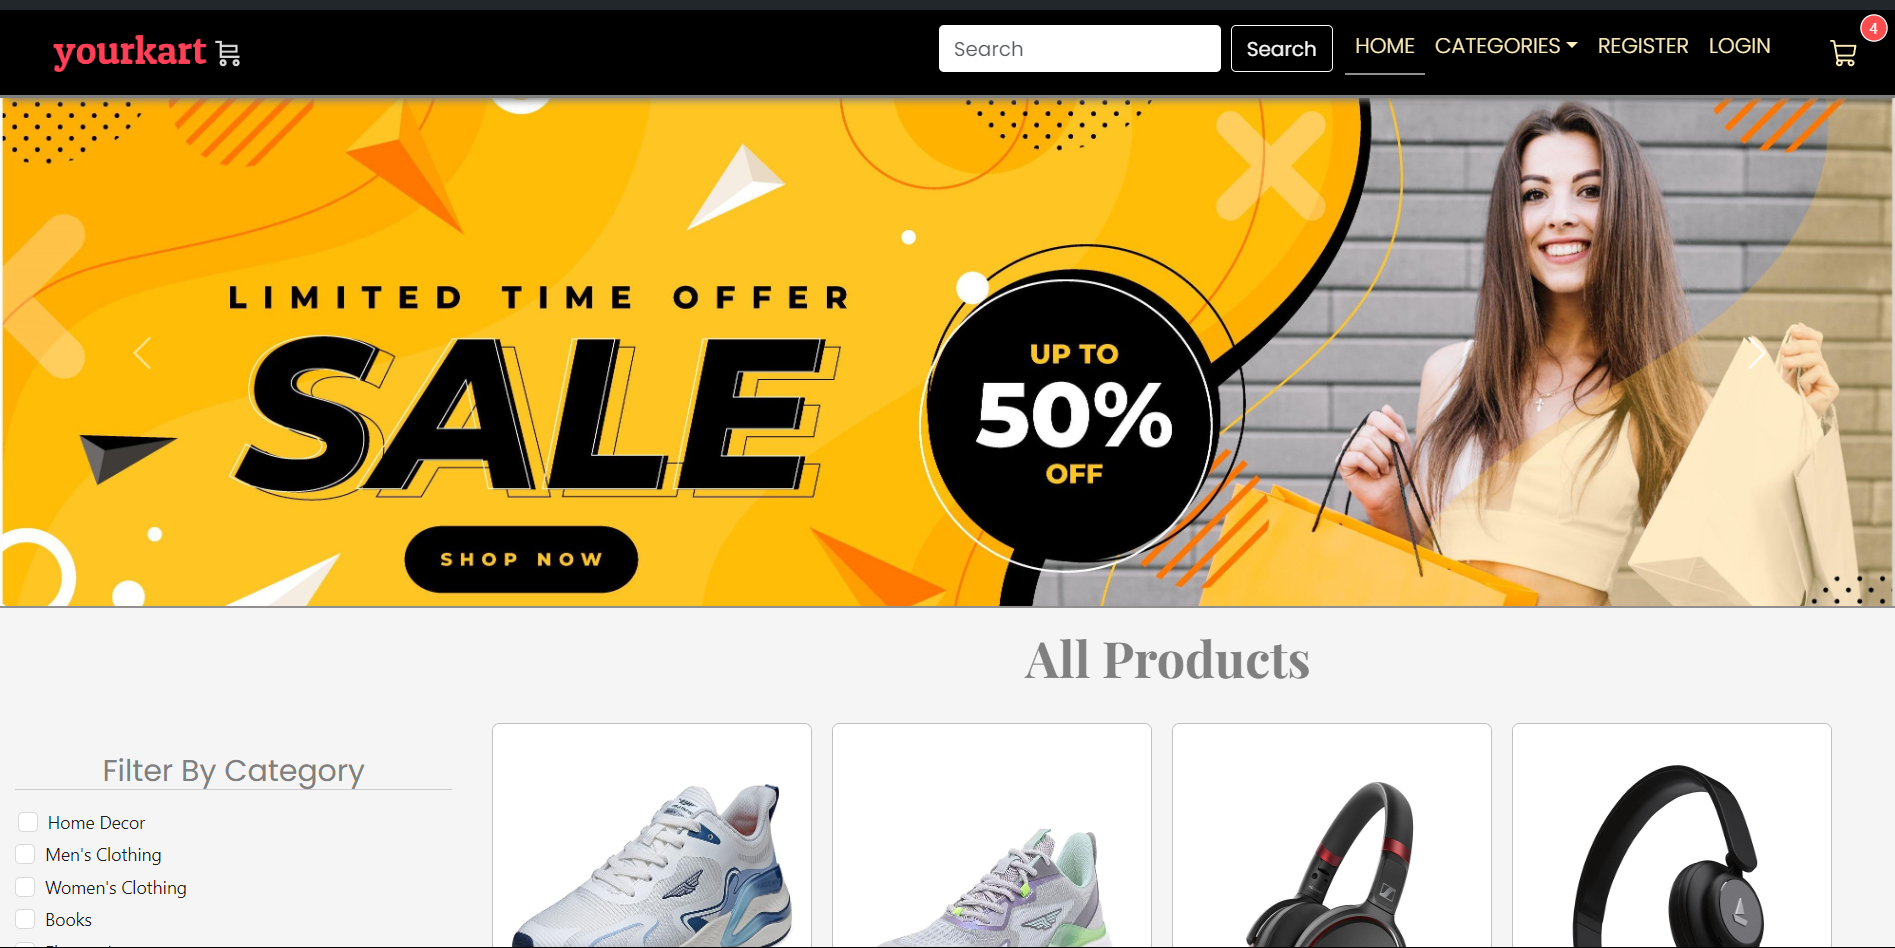 yourkart
Search
Search
HOME
CATEGORIES
REGISTER
LOGIN
4
LIMITED TIME OFFER
SALE
SHOP NOW
UP TO
50%
OFF
All Products
Filter By Category
Home Decor
Men's Clothing
Women's Clothing
Books